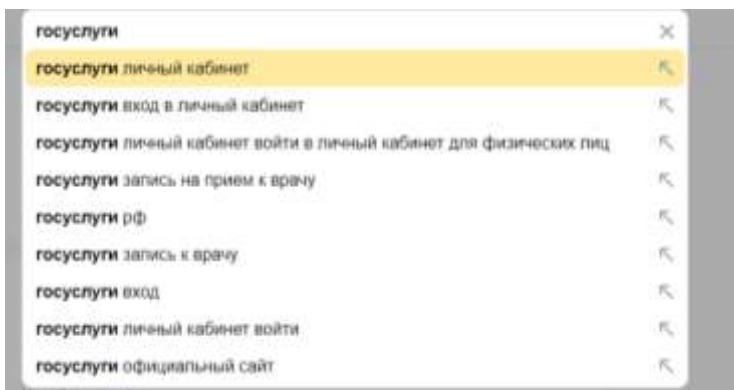 госуслуги
госуслуги личный кабинет
госуслуги вход в личный кабинет
госуслуги личный кабинет войти в личный кабинет для физических лиц
госуслуги запись на прием к врачу
госуслуги рф
госуслуги запись к врачу
госуслуги вход
госуслуги личный кабинет войти
госуслуги официальный сайт